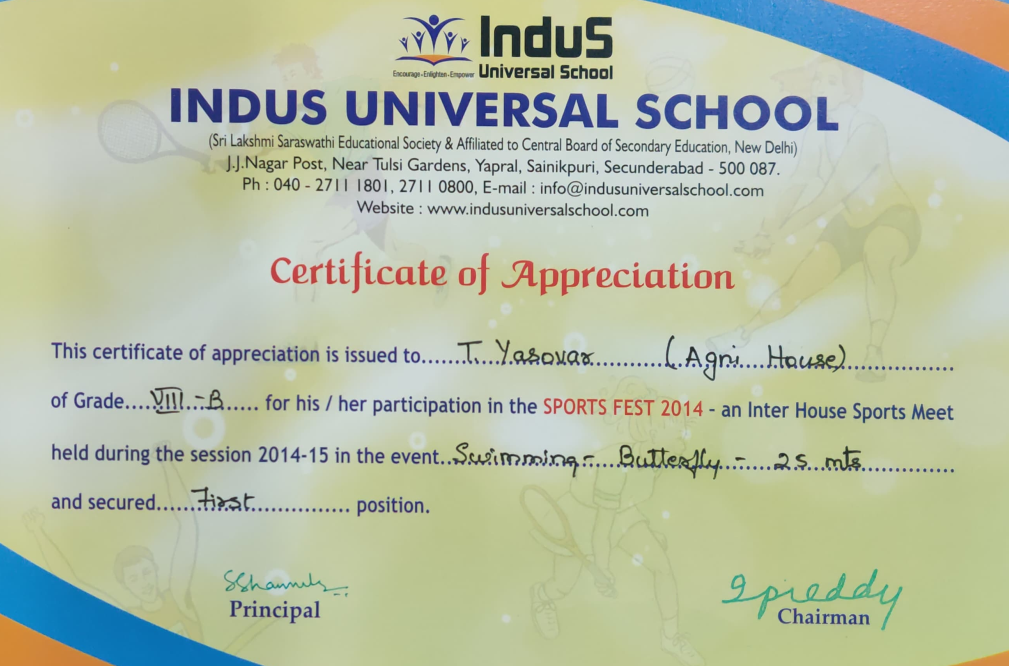 InduS
Encourage-Enlighten-Empower Universal School
INDUS UNIVERSAL SCHOOL
(Sri Lakshmi Saraswathi Educational Society & Affiliated to Central Board of Secondary Education, New Delhi)
J.J.Nagar Post, Near Tulsi Gardens, Yapral, Sainikpuri, Secunderabad - 500 087.
Ph : 040 - 2711 1801, 2711 0800, E-mail : info@indusuniversalschool.com
Website : www.indusuniversalschool.com
Certificate of Appreciation
This certificate of appreciation is issued to......T. Yasovar............(Agni House)..................
of Grade....VIII - B..... for his / her participation in the SPORTS FEST 2014 - an Inter House Sports Meet
held during the session 2014-15 in the event..Swimming - Butterfly - 25 mts...............
and secured......First................ position.
Principal
Chairman